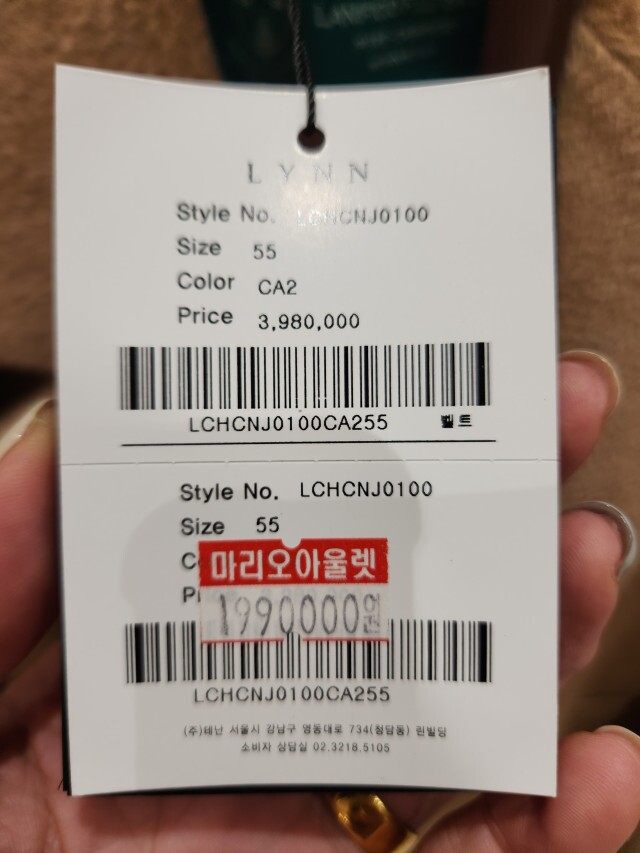 LYNN
Style No. LCHCNJ0100
Size 55
Color CA2
Price 3,980,000
LCHCNJ0100CA255 벨트
Style No. LCHCNJ0100
Size 55
C
마리오아울렛
P
1990000원
LCHCNJ0100CA255
(주)테난 서울시 강남구 영동대로 734(청담동) 린빌딩
소비자 상담실 02.3218.5105